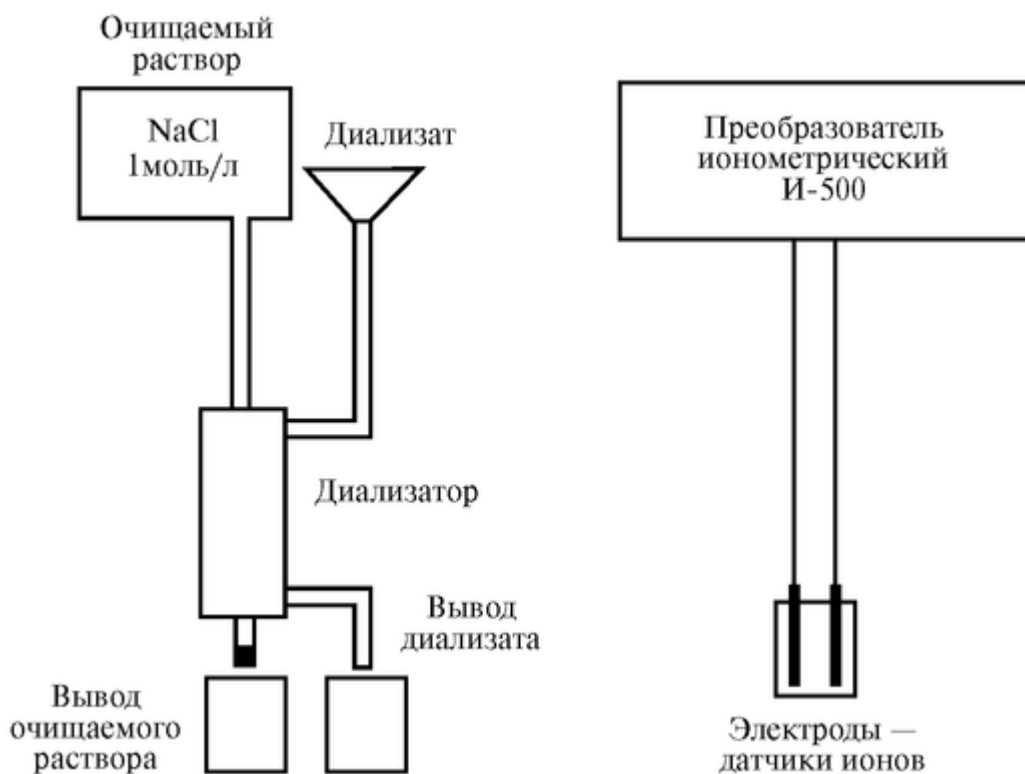 Очищаемый
раствор
NaCl
1моль/л
Диализат
Преобразователь
ионометрический
И-500
Диализатор
Вывод
диализата
Вывод
очищаемого
раствора
Электроды —
датчики ионов